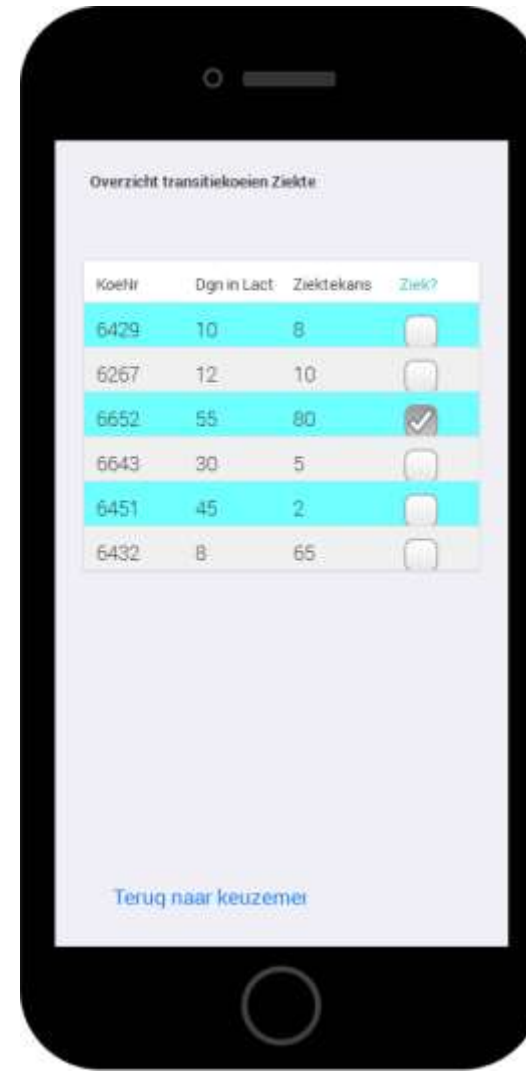 Overzicht transitiekoeien Ziekte
KoeNr Dgn in Lact Ziektekans Ziek?
6429 10 8
6267 12 10
6652 55 80
6643 30 5
6451 45 2
6432 8 65
Terug naar keuzemer